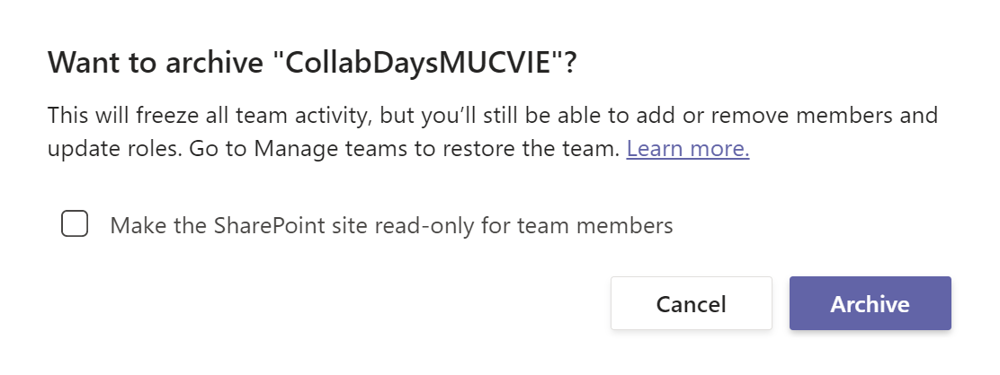 Want to archive "CollabDaysMUCVIE"?
This will freeze all team activity, but you’ll still be able to add or remove members and
update roles. Go to Manage teams to restore the team. Learn more.
Make the SharePoint site read-only for team members
Cancel
Archive